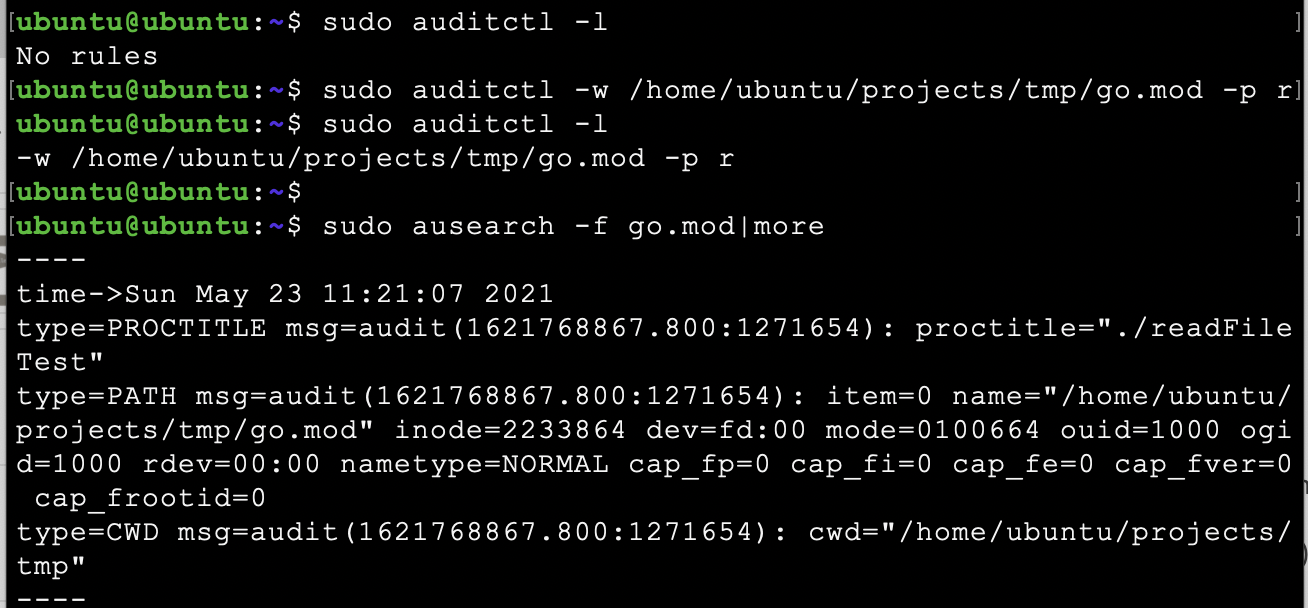 [ubuntu@ubuntu:~$ sudo auditctl -l ]
No rules
[ubuntu@ubuntu:~$ sudo auditctl -w /home/ubuntu/projects/tmp/go.mod -p r]
ubuntu@ubuntu:~$ sudo auditctl -l
-w /home/ubuntu/projects/tmp/go.mod -p r
[ubuntu@ubuntu:~$ ]
[ubuntu@ubuntu:~$ sudo ausearch -f go.mod|more ]
----
time->Sun May 23 11:21:07 2021
type=PROCTITLE msg=audit(1621768867.800:1271654): proctitle="./readFile
Test"
type=PATH msg=audit(1621768867.800:1271654): item=0 name="/home/ubuntu/
projects/tmp/go.mod" inode=2233864 dev=fd:00 mode=0100664 ouid=1000 ogi
d=1000 rdev=00:00 nametype=NORMAL cap_fp=0 cap_fi=0 cap_fe=0 cap_fver=0
 cap_frootid=0
type=CWD msg=audit(1621768867.800:1271654): cwd="/home/ubuntu/projects/
tmp"
----